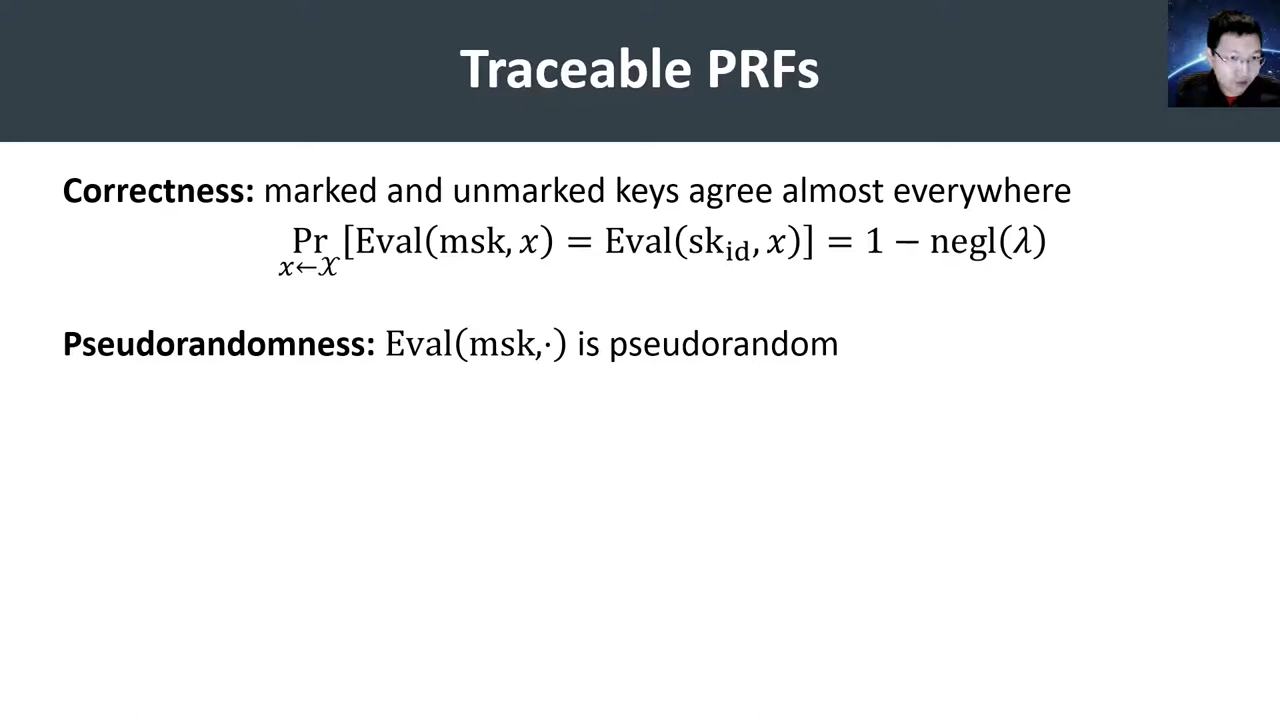 Traceable PRFs
Correctness: marked and unmarked keys agree almost everywhere
Pr [Eval(msk, x) = Eval(sk_id, x)] = 1 − negl(λ)
x←𝒳
Pseudorandomness: Eval(msk,·) is pseudorandom